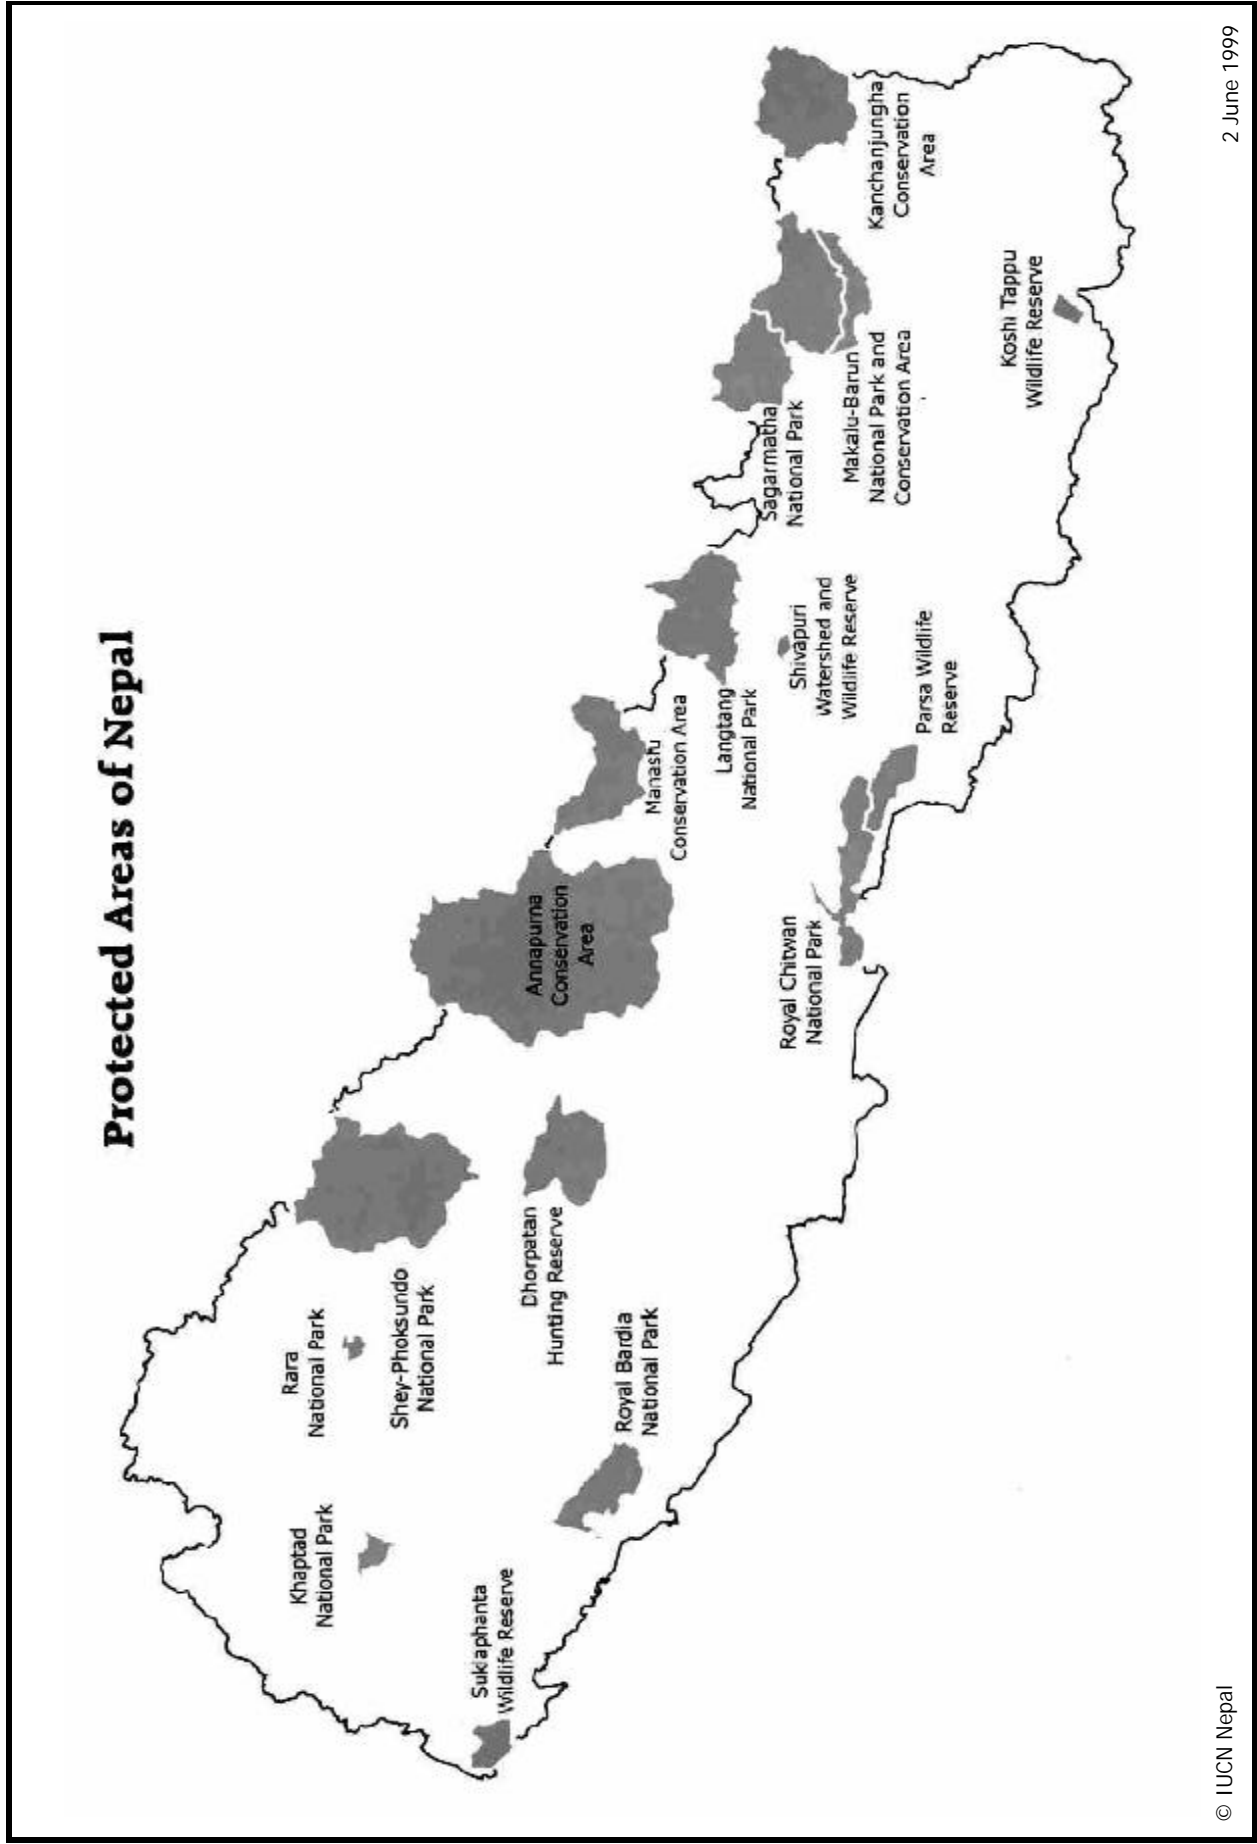 Protected Areas of Nepal
Khaptad
National Park
Rara
National Park
Shey-Phoksundo
National Park
Suklaphanta
Wildlife Reserve
Dhorpatan
Hunting Reserve
Royal Bardia
National Park
Annapurna
Conservation
Area
Manaslu
Conservation Area
Langtang
National Park
Royal Chitwan
National Park
Shivapuri
Watershed and
Wildlife Reserve
Parsa Wildlife
Reserve
Sagarmatha
National Park
Makalu-Barun
National Park and
Conservation Area
Kanchanjungha
Conservation
Area
Koshi Tappu
Wildlife Reserve
© IUCN Nepal
2 June 1999